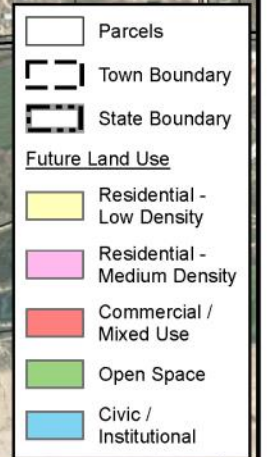 Parcels
Town Boundary
State Boundary
Future Land Use
Residential -
Low Density
Residential -
Medium Density
Commercial /
Mixed Use
Open Space
Civic /
Institutional